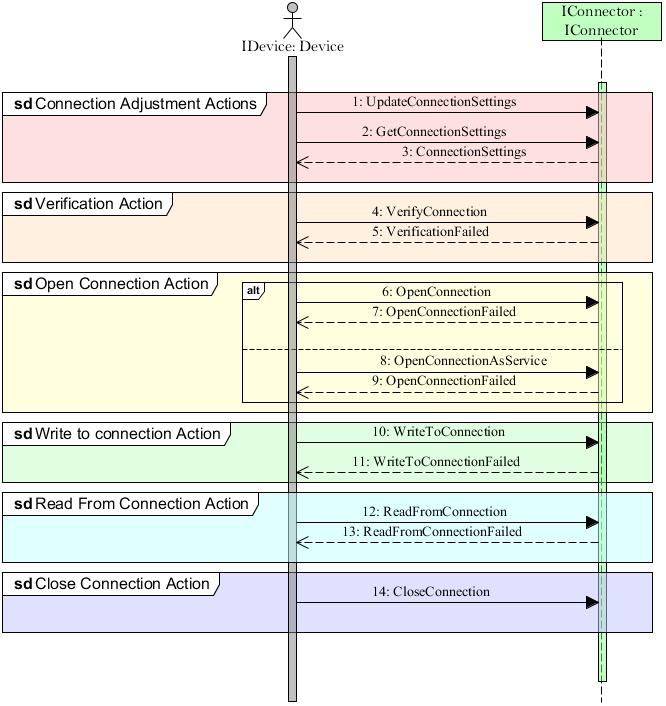 IDevice: Device
IConnector :
IConnector
sd Connection Adjustment Actions
1: UpdateConnectionSettings
2: GetConnectionSettings
3: ConnectionSettings
sd Verification Action
4: VerifyConnection
5: VerificationFailed
sd Open Connection Action
alt
6: OpenConnection
7: OpenConnectionFailed
8: OpenConnectionAsService
9: OpenConnectionFailed
sd Write to connection Action
10: WriteToConnection
11: WriteToConnectionFailed
sd Read From Connection Action
12: ReadFromConnection
13: ReadFromConnectionFailed
sd Close Connection Action
14: CloseConnection